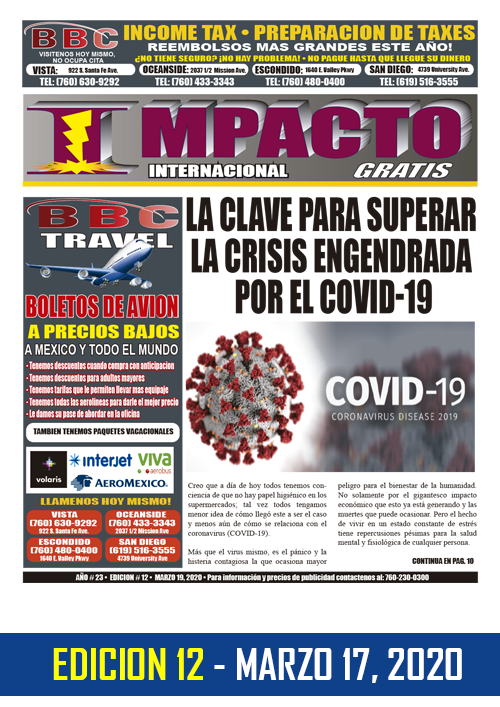 BBC
VISITENOS HOY MISMO,
NO OCUPA CITA
INCOME TAX • PREPARACION DE TAXES
REEMBOLSOS MAS GRANDES ESTE AÑO!
¿NO TIENE SEGURO? ¡NO HAY PROBLEMA! • NO PAGUE HASTA QUE LLEGUE SU DINERO
VISTA: 922 S. Santa Fe Ave.
TEL: (760) 630-9292
OCEANSIDE: 2037 1/2 Mission Ave.
TEL: (760) 433-3343
ESCONDIDO: 1640 E. Valley Pkwy
TEL: (760) 480-0400
SAN DIEGO: 4739 University Ave.
TEL: (619) 516-3555
IMPACTO
INTERNACIONAL
GRATIS
BBC
TRAVEL
BOLETOS DE AVION
A PRECIOS BAJOS
A MEXICO Y TODO EL MUNDO
• Tenemos descuentos cuando compra con anticipacion
• Tenemos descuentos para adultos mayores
• Tenemos tarifas que le permiten llevar mas equipaje
• Tenemos todas las aerolineas para darle el mejor precio
• Le damos su pase de abordar en la oficina
TAMBIEN TENEMOS PAQUETES VACACIONALES
volaris
interjet
viva
aerobus
AEROMEXICO.
LLAMENOS HOY MISMO!
VISTA
(760) 630-9292
922 S. Santa Fe Ave.
OCEANSIDE
(760) 433-3343
2037 1/2 Mission Ave.
ESCONDIDO
(760) 480-0400
1640 E. Valley Pkwy
SAN DIEGO
(619) 516-3555
4739 University Ave
LA CLAVE PARA SUPERAR
LA CRISIS ENGENDRADA
POR EL COVID-19
COVID-19
CORONAVIRUS DISEASE 2019
Creo que a día de hoy todos tenemos con-
ciencia de que no hay papel higiénico en los
supermercados; tal vez todos tengamos
menor idea de cómo llegó este a ser el caso
y menos aún de cómo se relaciona con el
coronavirus (COVID-19).
Más que el virus mismo, es el pánico y la
histeria contagiosa la que ocasiona mayor
peligro para el bienestar de la humanidad.
No solamente por el gigantesco impacto
económico que esto ya está generando y las
muertes que puede ocasionar. Pero el hecho
de vivir en un estado constante de estrés
tiene repercusiones pésimas para la salud
mental y fisiológica de cualquier persona.
CONTINUA EN PAG. 10
AÑO # 23 • EDICION # 12 • MARZO 19, 2020 • Para información y precios de publicidad contactenos al: 760-230-0300
EDICION 12 - MARZO 17, 2020